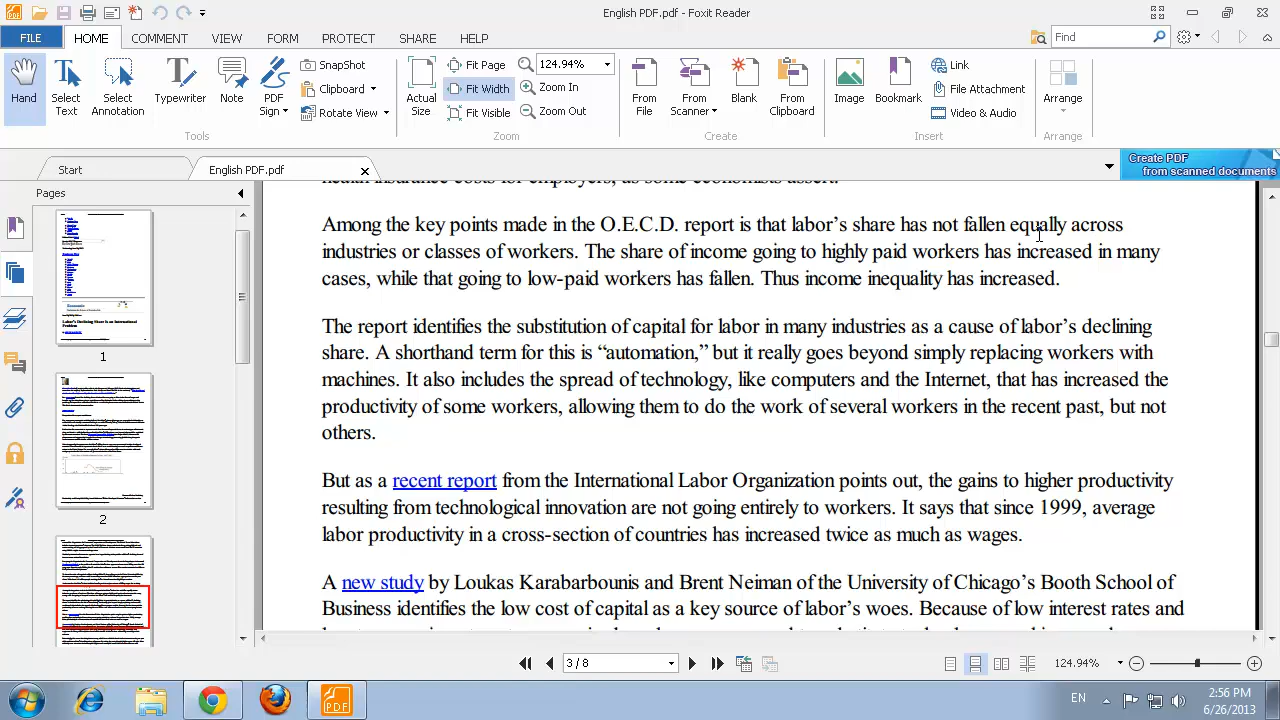 English PDF.pdf - Foxit Reader
FILE HOME COMMENT VIEW FORM PROTECT SHARE HELP
Find
Hand
Select Text
Select Annotation
Typewriter
Note
PDF Sign
SnapShot
Clipboard
Rotate View
Tools
Actual Size
Fit Page
Fit Width
Fit Visible
124.94%
Zoom In
Zoom Out
Zoom
From File
From Scanner
Blank
From Clipboard
Create
Image
Bookmark
Link
File Attachment
Video & Audio
Insert
Arrange
Arrange
Start
English PDF.pdf
Create PDF
from scanned documents
Pages
1
2
health insurance costs for employers, as some economists assert.
Among the key points made in the O.E.C.D. report is that labor’s share has not fallen equally across
industries or classes of workers. The share of income going to highly paid workers has increased in many
cases, while that going to low-paid workers has fallen. Thus income inequality has increased.
The report identifies the substitution of capital for labor in many industries as a cause of labor’s declining
share. A shorthand term for this is “automation,” but it really goes beyond simply replacing workers with
machines. It also includes the spread of technology, like computers and the Internet, that has increased the
productivity of some workers, allowing them to do the work of several workers in the recent past, but not
others.
But as a recent report from the International Labor Organization points out, the gains to higher productivity
resulting from technological innovation are not going entirely to workers. It says that since 1999, average
labor productivity in a cross-section of countries has increased twice as much as wages.
A new study by Loukas Karabarbounis and Brent Neiman of the University of Chicago’s Booth School of
Business identifies the low cost of capital as a key source of labor’s woes. Because of low interest rates and
3 / 8
124.94%
EN
2:56 PM
6/26/2013